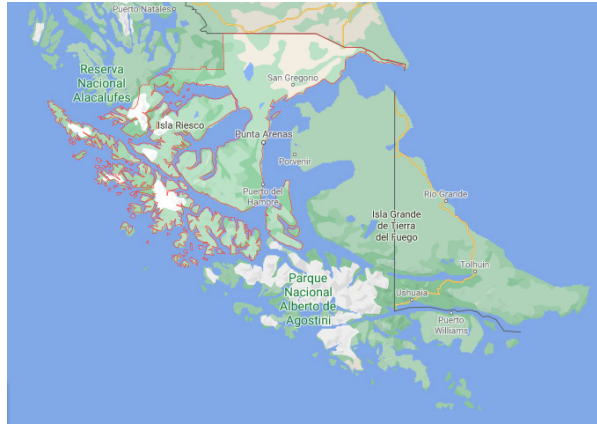 Puerto Natales
Reserva
Nacional
Alacalufes
San Gregorio
Isla Riesco
Punta Arenas
Porvenir
Puerto del
Hambre
Río Grande
Isla Grande
de Tierra
del Fuego
Tolhuin
Parque
Nacional
Alberto de
Agostini
Ushuaia
Puerto
Williams